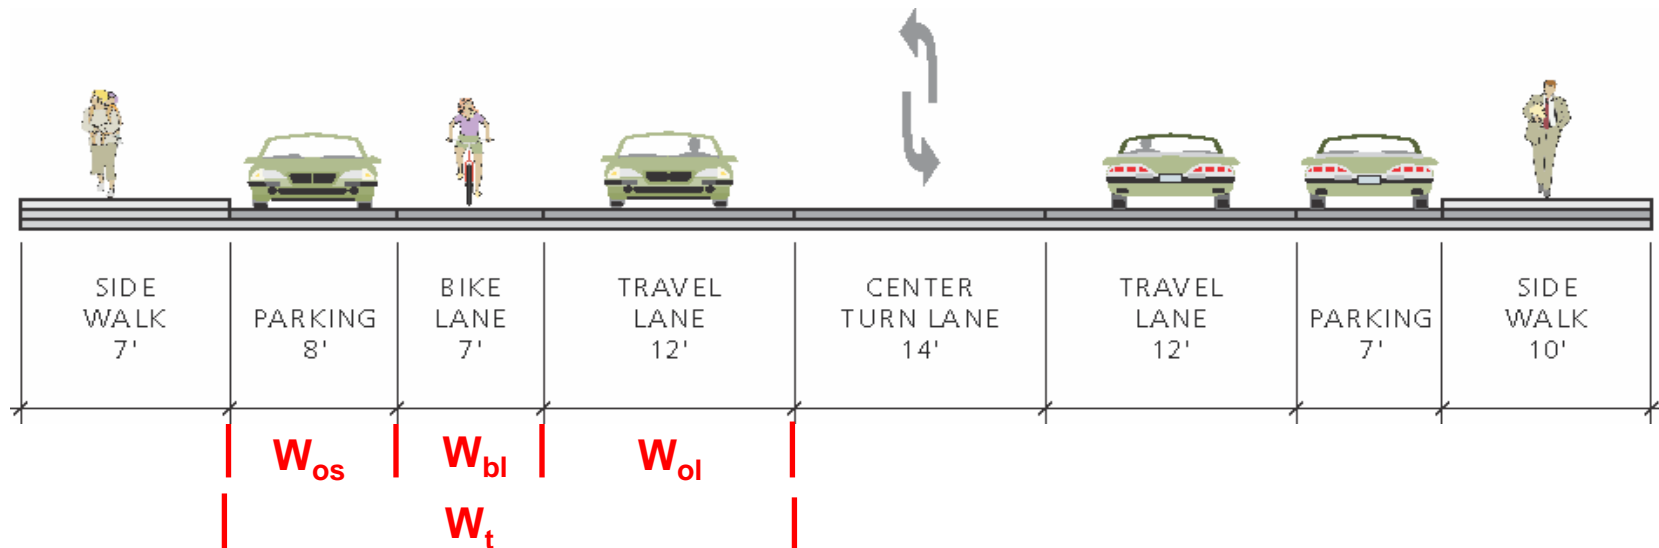 SIDE
WALK
7'
PARKING
8'
BIKE
LANE
7'
TRAVEL
LANE
12'
CENTER
TURN LANE
14'
TRAVEL
LANE
12'
PARKING
7'
SIDE
WALK
10'
Wos
Wbl
Wol
Wt